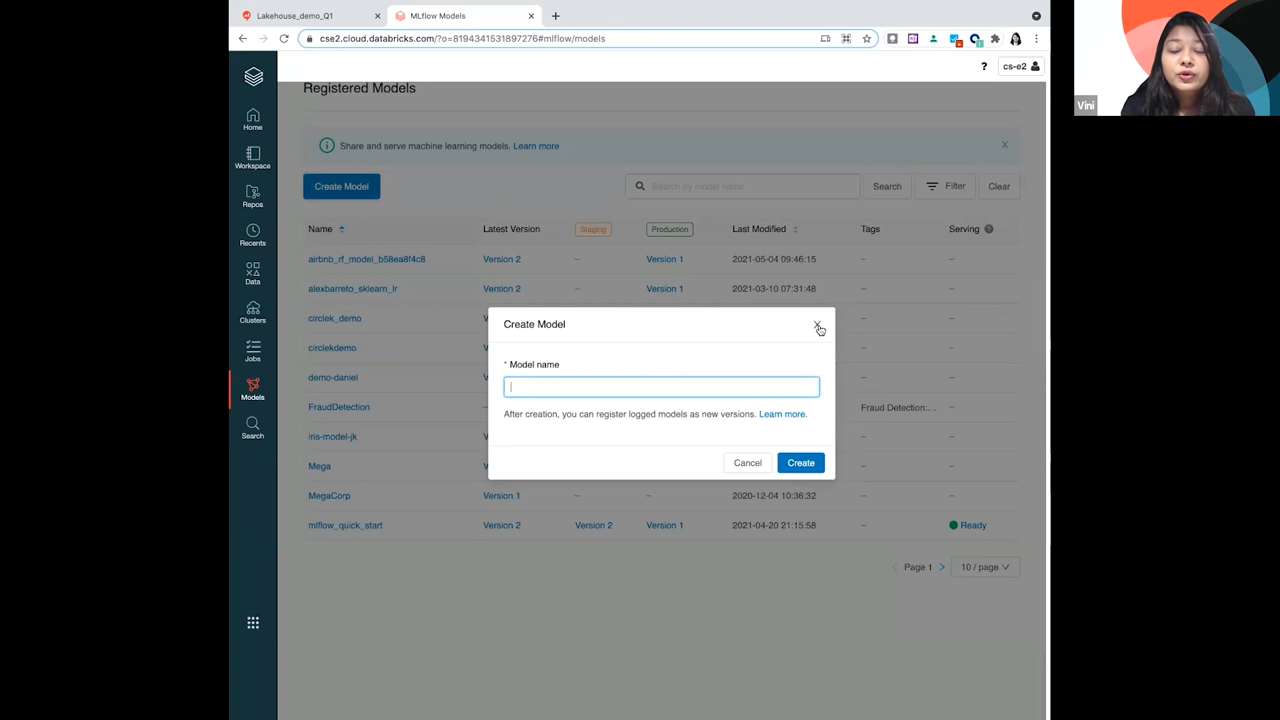 Lakehouse_demo_Q1
MLflow Models
cse2.cloud.databricks.com/?o=8194341531897276#mlflow/models
Vini
? cs-e2
Registered Models
Share and serve machine learning models. Learn more
Create Model
Search by model name
Search
Filter
Clear
Home
Workspace
Repos
Recents
Data
Clusters
Jobs
Models
Search
Name Latest Version Staging Production Last Modified Tags Serving
airbnb_rf_model_b58ea8f4c8 Version 2 – Version 1 2021-05-04 09:46:15 – –
alexbarreto_sklearn_lr Version 2 – Version 1 2021-03-10 07:31:48 – –
circlek_demo – –
circlekdemo – –
demo-daniel – –
FraudDetection Fraud Detection:... –
iris-model-jk – –
Mega – –
MegaCorp Version 1 – – 2020-12-04 10:36:32 – –
mlflow_quick_start Version 2 Version 2 Version 1 2021-04-20 21:15:58 – Ready
Page 1
10 / page
Create Model
* Model name
After creation, you can register logged models as new versions. Learn more.
Cancel
Create